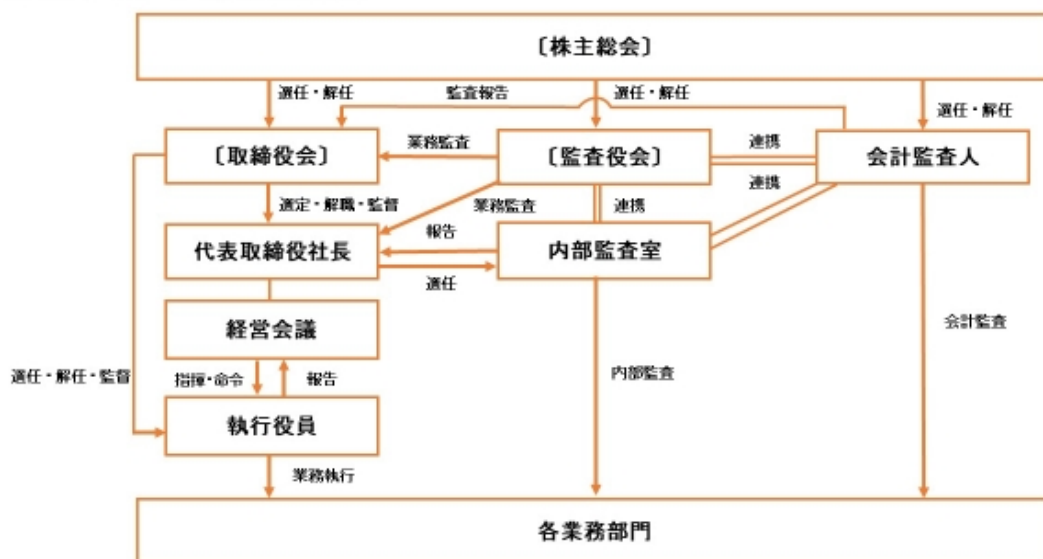 〔株主総会〕
選任・解任
監査報告
選任・解任
選任・解任
〔取締役会〕
業務監査
〔監査役会〕
連携
会計監査人
連携
選定・解職・監督
業務監査
連携
代表取締役社長
報告
内部監査室
選任
経営会議
会計監査
選任・解任・監督
指揮・命令
報告
内部監査
執行役員
業務執行
各業務部門